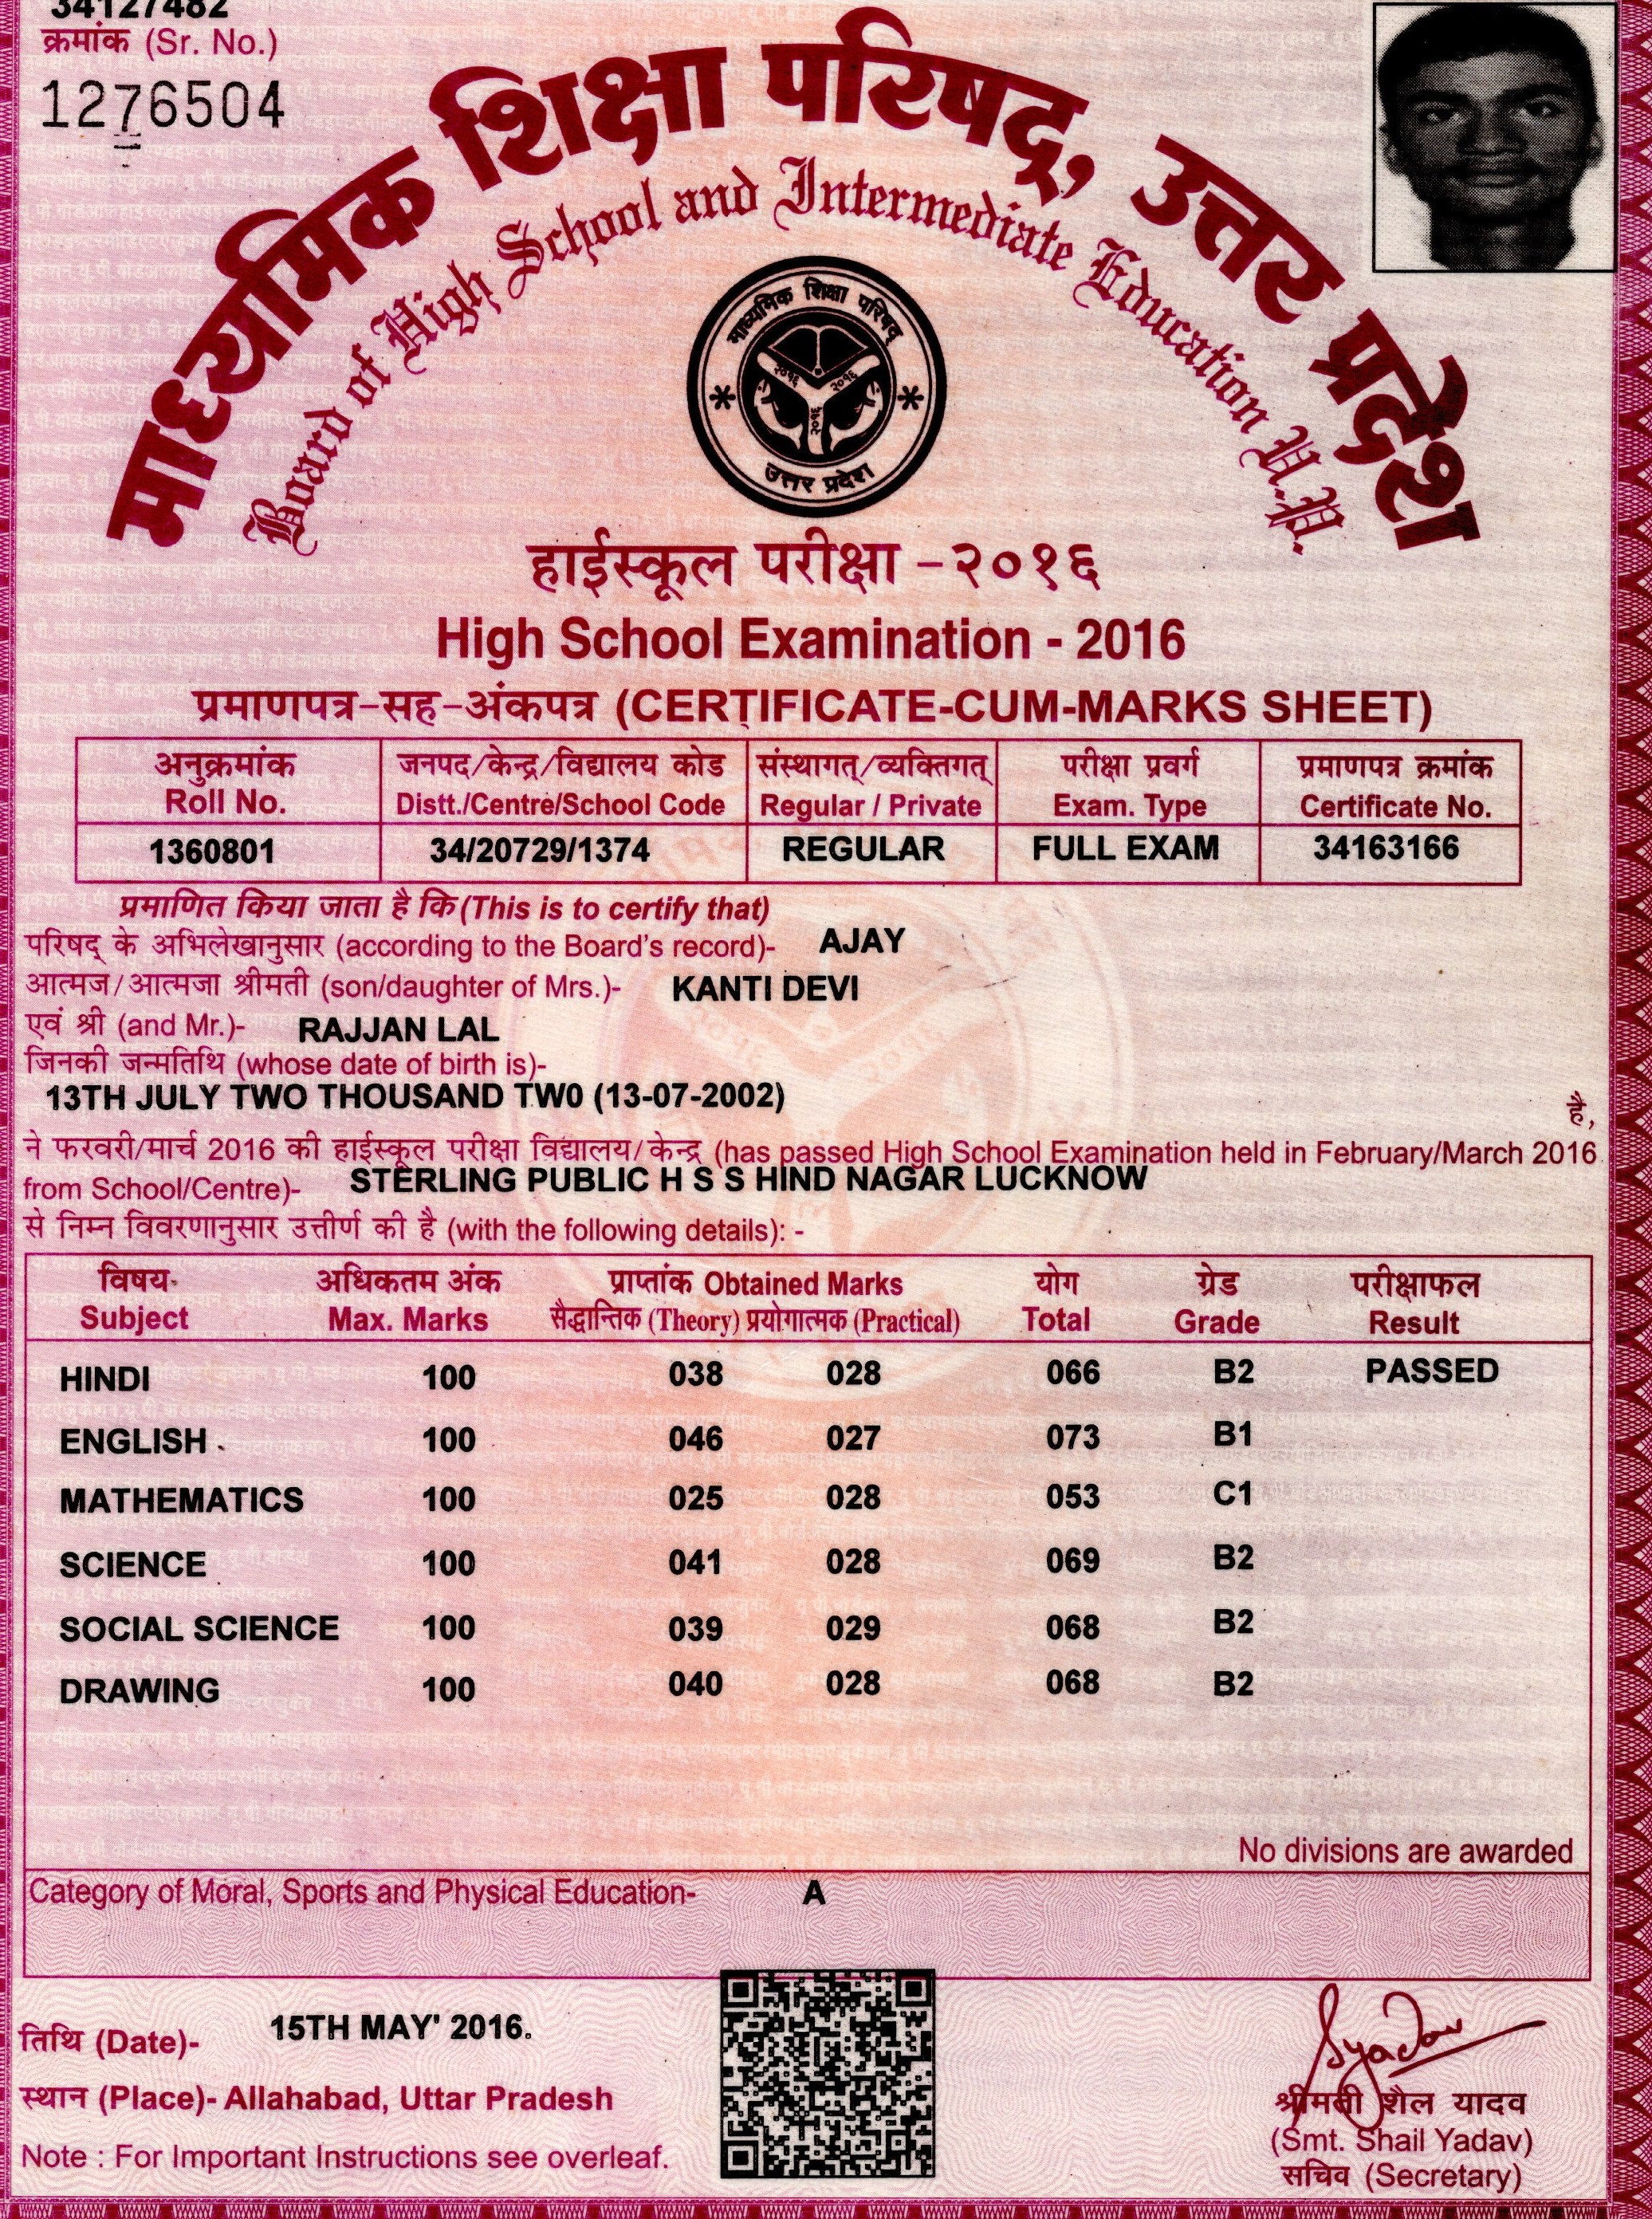 34127482
क्रमांक (Sr. No.)
1276504
माध्यमिक शिक्षा परिषद्, उत्तर प्रदेश
Board of High School and Intermediate Education U.P.
माध्यमिक शिक्षा परिषद्
२०१६ २०१६
२०१६
उत्तर प्रदेश
हाईस्कूल परीक्षा -२०१६
High School Examination - 2016
प्रमाणपत्र-सह-अंकपत्र (CERTIFICATE-CUM-MARKS SHEET)
अनुक्रमांक जनपद/केन्द्र/विद्यालय कोड संस्थागत्/व्यक्तिगत् परीक्षा प्रवर्ग प्रमाणपत्र क्रमांक
Roll No. Distt./Centre/School Code Regular / Private Exam. Type Certificate No.
1360801 34/20729/1374 REGULAR FULL EXAM 34163166
प्रमाणित किया जाता है कि (This is to certify that)
परिषद् के अभिलेखानुसार (according to the Board's record)- AJAY
आत्मज/आत्मजा श्रीमती (son/daughter of Mrs.)- KANTI DEVI
एवं श्री (and Mr.)- RAJJAN LAL
जिनकी जन्मतिथि (whose date of birth is)-
13TH JULY TWO THOUSAND TW0 (13-07-2002) है,
ने फरवरी/मार्च 2016 की हाईस्कूल परीक्षा विद्यालय/केन्द्र (has passed High School Examination held in February/March 2016
from School/Centre)- STERLING PUBLIC H S S HIND NAGAR LUCKNOW
से निम्न विवरणानुसार उत्तीर्ण की है (with the following details): -
विषय अधिकतम अंक प्राप्तांक Obtained Marks योग ग्रेड परीक्षाफल
Subject Max. Marks सैद्धान्तिक (Theory) प्रयोगात्मक (Practical) Total Grade Result
HINDI 100 038 028 066 B2 PASSED
ENGLISH 100 046 027 073 B1
MATHEMATICS 100 025 028 053 C1
SCIENCE 100 041 028 069 B2
SOCIAL SCIENCE 100 039 029 068 B2
DRAWING 100 040 028 068 B2
No divisions are awarded
Category of Moral, Sports and Physical Education- A
तिथि (Date)- 15TH MAY' 2016.
स्थान (Place)- Allahabad, Uttar Pradesh
Note : For Important Instructions see overleaf.
Syadav
श्रीमती शैल यादव
(Smt. Shail Yadav)
सचिव (Secretary)